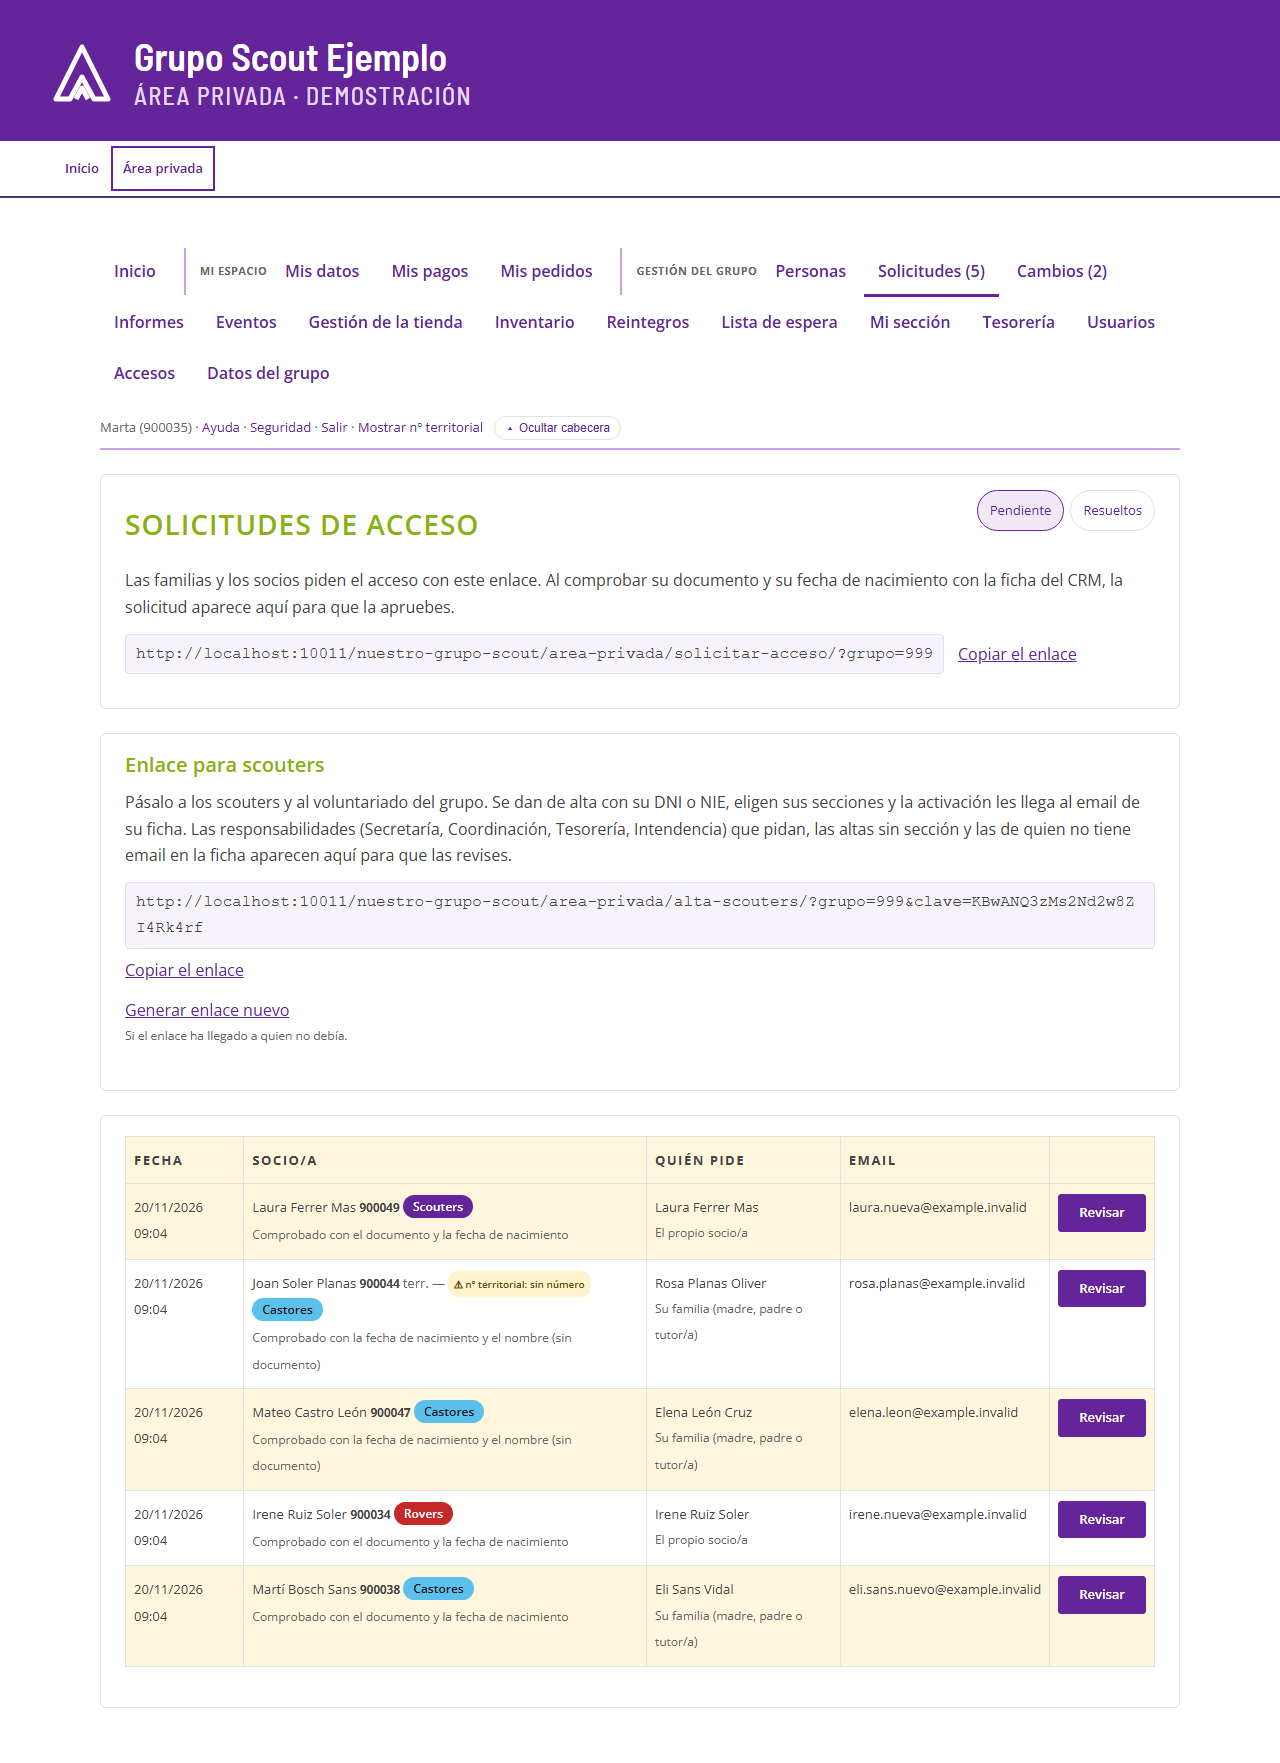 Grupo Scout Ejemplo
ÁREA PRIVADA · DEMOSTRACIÓN
Inicio Área privada
Inicio MI ESPACIO Mis datos Mis pagos Mis pedidos GESTIÓN DEL GRUPO Personas Solicitudes (5) Cambios (2)
Informes Eventos Gestión de la tienda Inventario Reintegros Lista de espera Mi sección Tesorería Usuarios
Accesos Datos del grupo
Marta (900035) · Ayuda · Seguridad · Salir · Mostrar nº territorial ▲ Ocultar cabecera
SOLICITUDES DE ACCESO
Pendiente Resueltos
Las familias y los socios piden el acceso con este enlace. Al comprobar su documento y su fecha de nacimiento con la ficha del CRM, la
solicitud aparece aquí para que la apruebes.
http://localhost:10011/nuestro-grupo-scout/area-privada/solicitar-acceso/?grupo=999 Copiar el enlace
Enlace para scouters
Pásalo a los scouters y al voluntariado del grupo. Se dan de alta con su DNI o NIE, eligen sus secciones y la activación les llega al email de
su ficha. Las responsabilidades (Secretaría, Coordinación, Tesorería, Intendencia) que pidan, las altas sin sección y las de quien no tiene
email en la ficha aparecen aquí para que las revises.
http://localhost:10011/nuestro-grupo-scout/area-privada/alta-scouters/?grupo=999&clave=KBwANQ3zMs2Nd2w8Z
I4Rk4rf
Copiar el enlace
Generar enlace nuevo
Si el enlace ha llegado a quien no debía.
FECHA SOCIO/A QUIÉN PIDE EMAIL
20/11/2026 Laura Ferrer Mas 900049 Scouters Laura Ferrer Mas laura.nueva@example.invalid Revisar
09:04 Comprobado con el documento y la fecha de nacimiento El propio socio/a
20/11/2026 Joan Soler Planas 900044 terr. — ⚠ nº territorial: sin número Rosa Planas Oliver rosa.planas@example.invalid Revisar
09:04 Castores Su familia (madre, padre o
Comprobado con la fecha de nacimiento y el nombre (sin tutor/a)
documento)
20/11/2026 Mateo Castro León 900047 Castores Elena León Cruz elena.leon@example.invalid Revisar
09:04 Comprobado con la fecha de nacimiento y el nombre (sin Su familia (madre, padre o
documento) tutor/a)
20/11/2026 Irene Ruiz Soler 900034 Rovers Irene Ruiz Soler irene.nueva@example.invalid Revisar
09:04 Comprobado con el documento y la fecha de nacimiento El propio socio/a
20/11/2026 Martí Bosch Sans 900038 Castores Eli Sans Vidal eli.sans.nuevo@example.invalid Revisar
09:04 Comprobado con el documento y la fecha de nacimiento Su familia (madre, padre o
tutor/a)